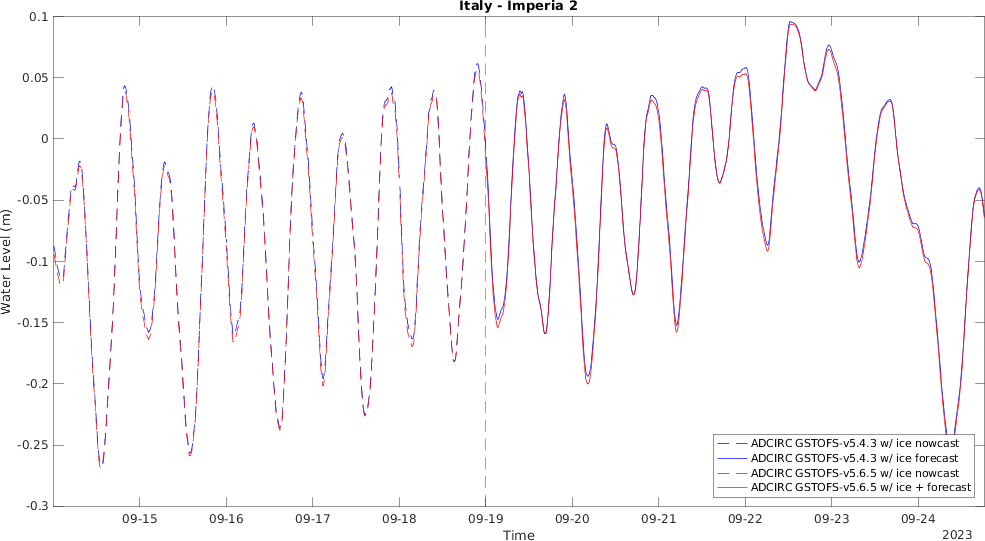 Italy - Imperia 2
0.1
0.05
0
-0.05
-0.1
-0.15
-0.2
-0.25
-0.3
Water Level (m)
ADCIRC GSTOFS-v5.4.3 w/ ice nowcast
ADCIRC GSTOFS-v5.4.3 w/ ice forecast
ADCIRC GSTOFS-v5.6.5 w/ ice nowcast
ADCIRC GSTOFS-v5.6.5 w/ ice + forecast
09-15 09-16 09-17 09-18 09-19 09-20 09-21 09-22 09-23 09-24
Time
2023